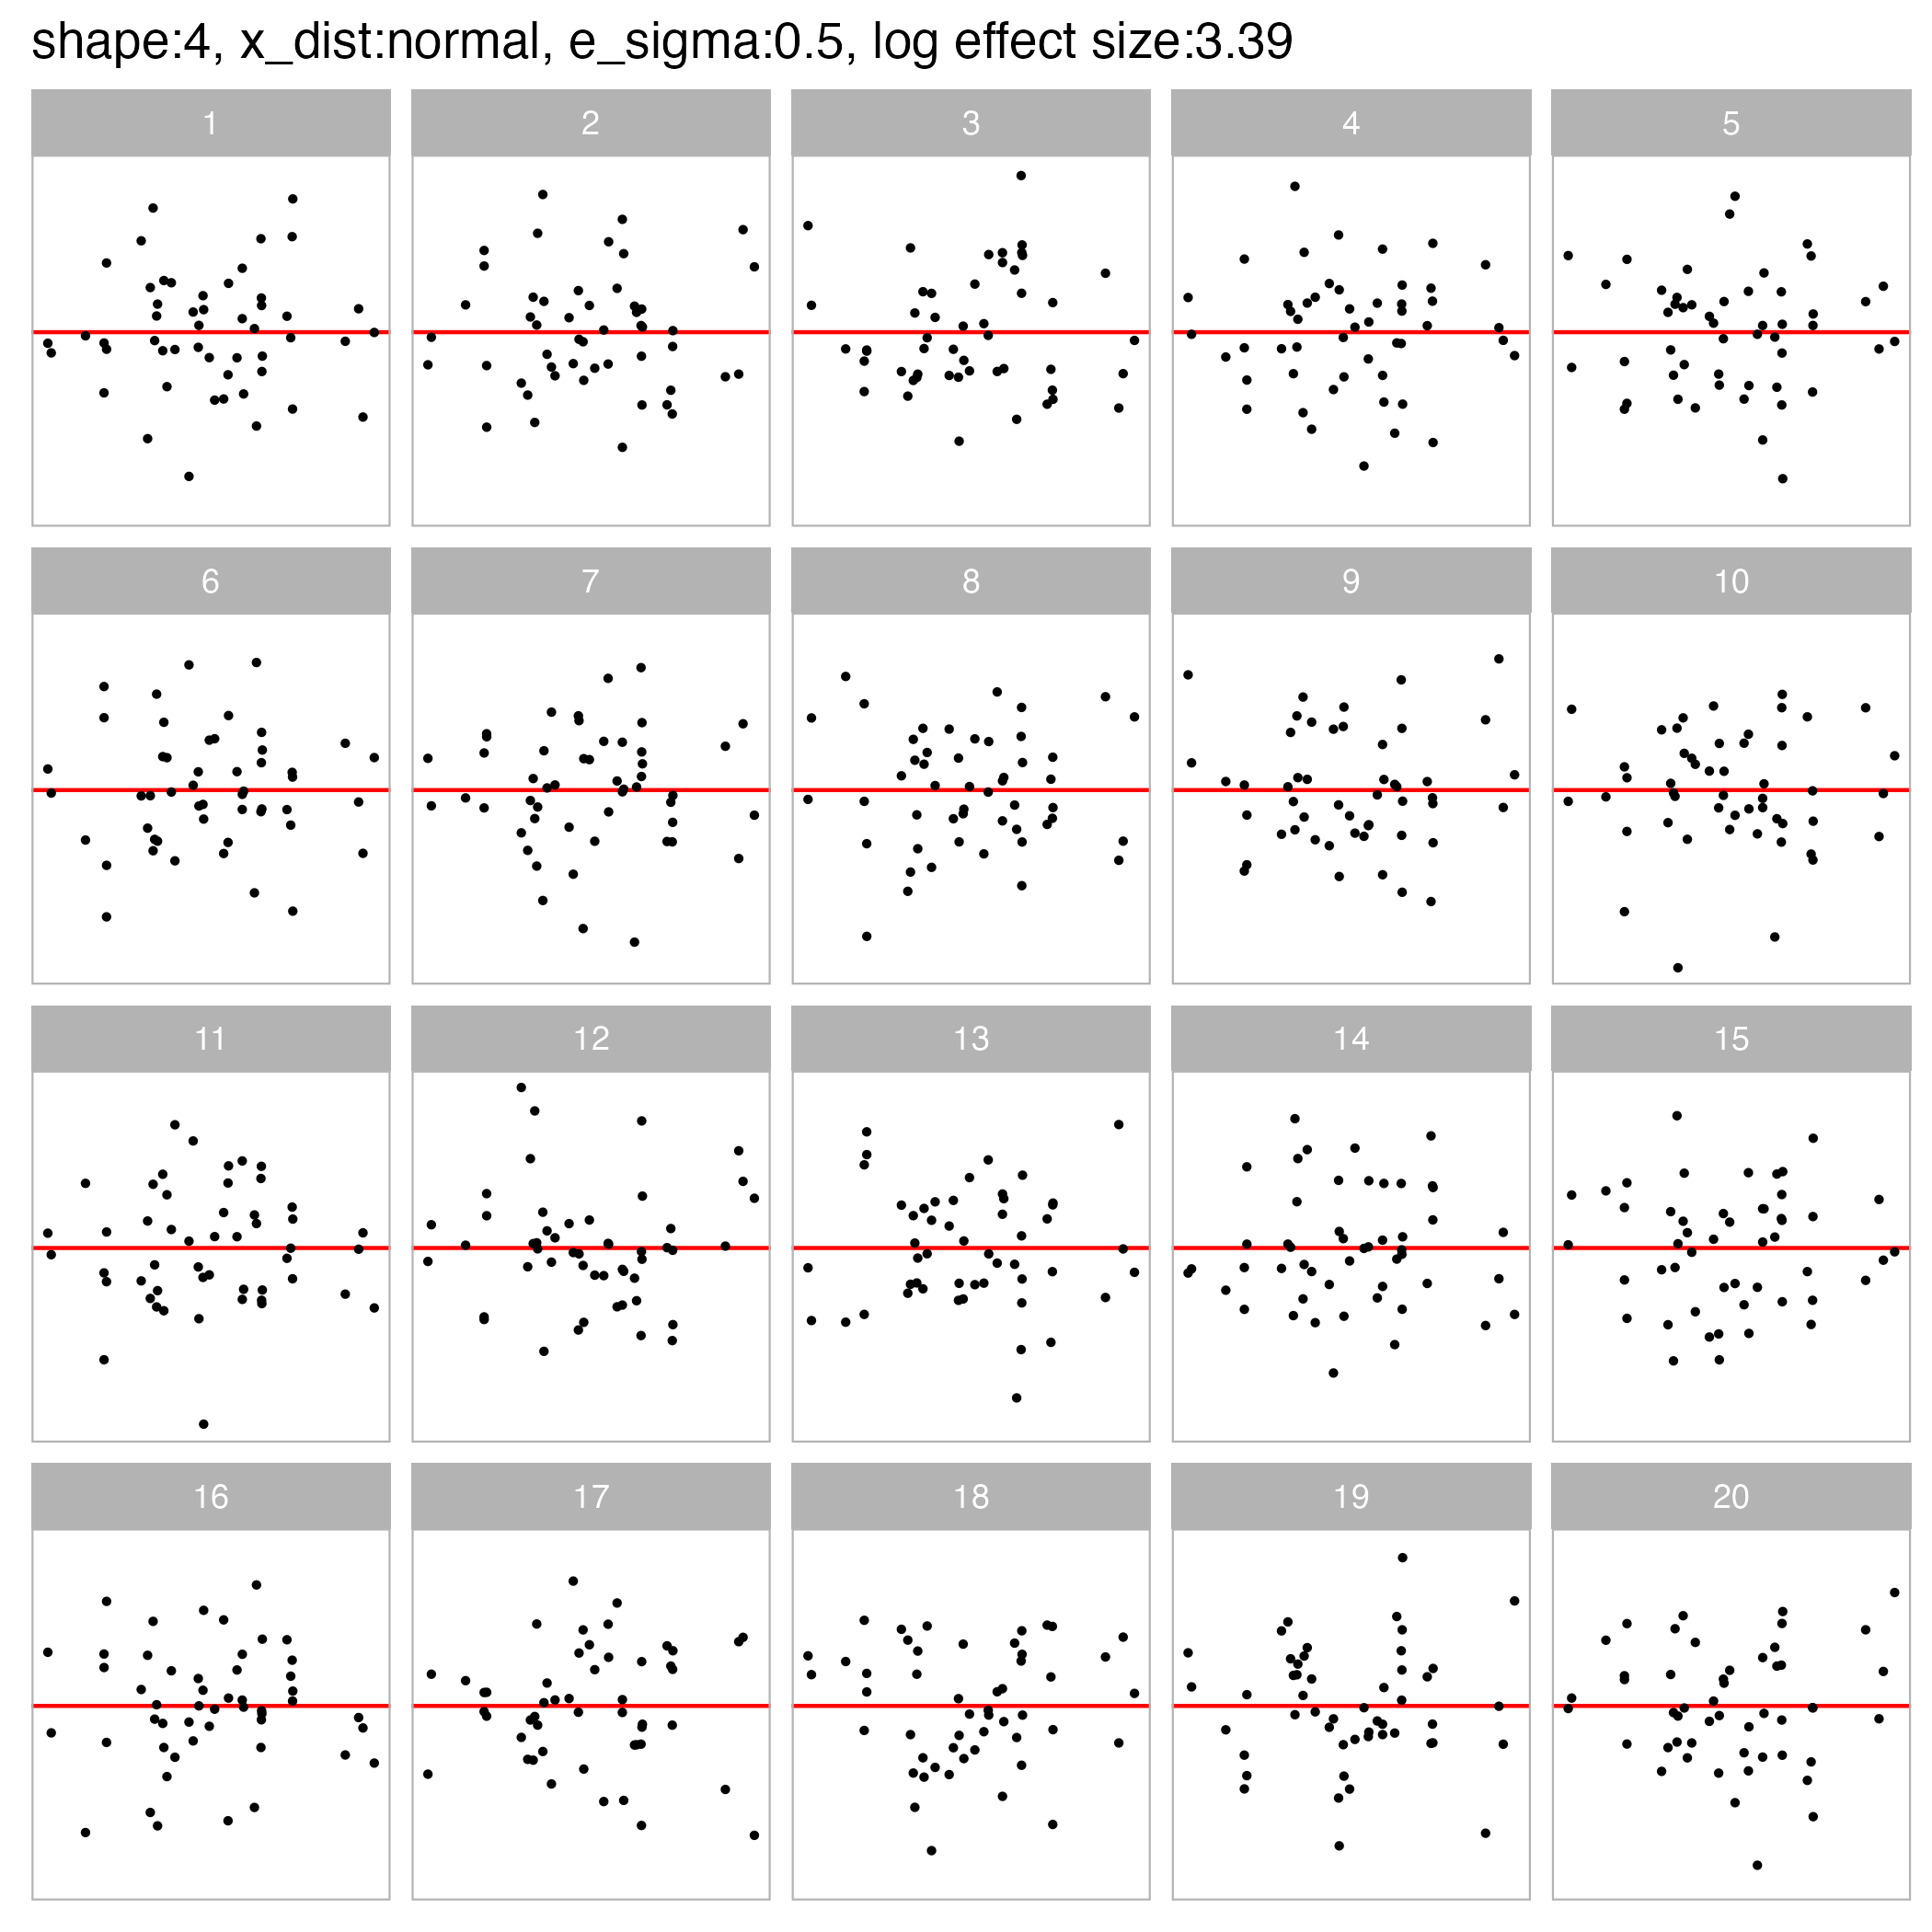 shape:4, x_dist:normal, e_sigma:0.5, log effect size:3.39
1 2 3 4 5
6 7 8 9 10
11 12 13 14 15
16 17 18 19 20